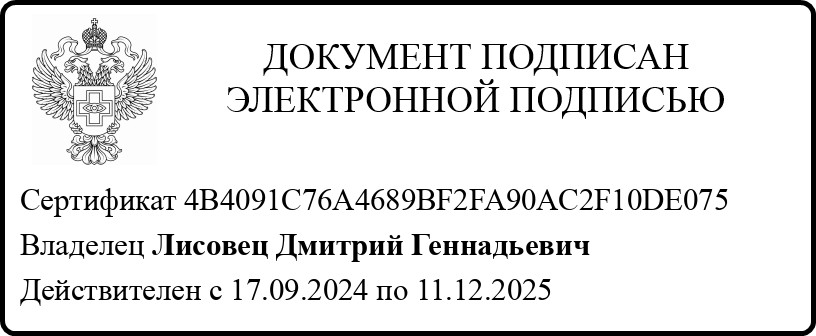 ДОКУМЕНТ ПОДПИСАН
ЭЛЕКТРОННОЙ ПОДПИСЬЮ
Сертификат 4B4091C76A4689BF2FA90AC2F10DE075
Владелец Лисовец Дмитрий Геннадьевич
Действителен с 17.09.2024 по 11.12.2025